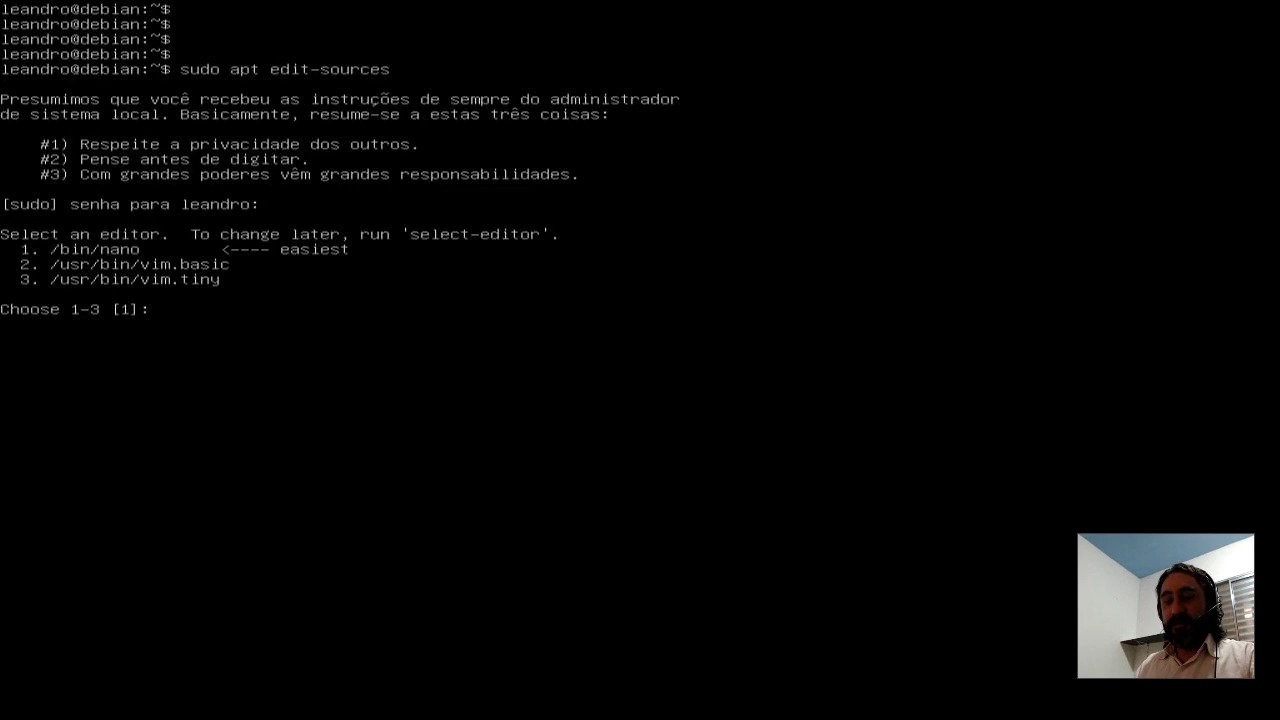 leandro@debian:~$
leandro@debian:~$
leandro@debian:~$
leandro@debian:~$
leandro@debian:~$ sudo apt edit-sources
Presumimos que você recebeu as instruções de sempre do administrador
de sistema local. Basicamente, resume-se a estas três coisas:
#1) Respeite a privacidade dos outros.
#2) Pense antes de digitar.
#3) Com grandes poderes vêm grandes responsabilidades.
[sudo] senha para leandro:
Select an editor.  To change later, run 'select-editor'.
1. /bin/nano        <---- easiest
2. /usr/bin/vim.basic
3. /usr/bin/vim.tiny
Choose 1-3 [1]: